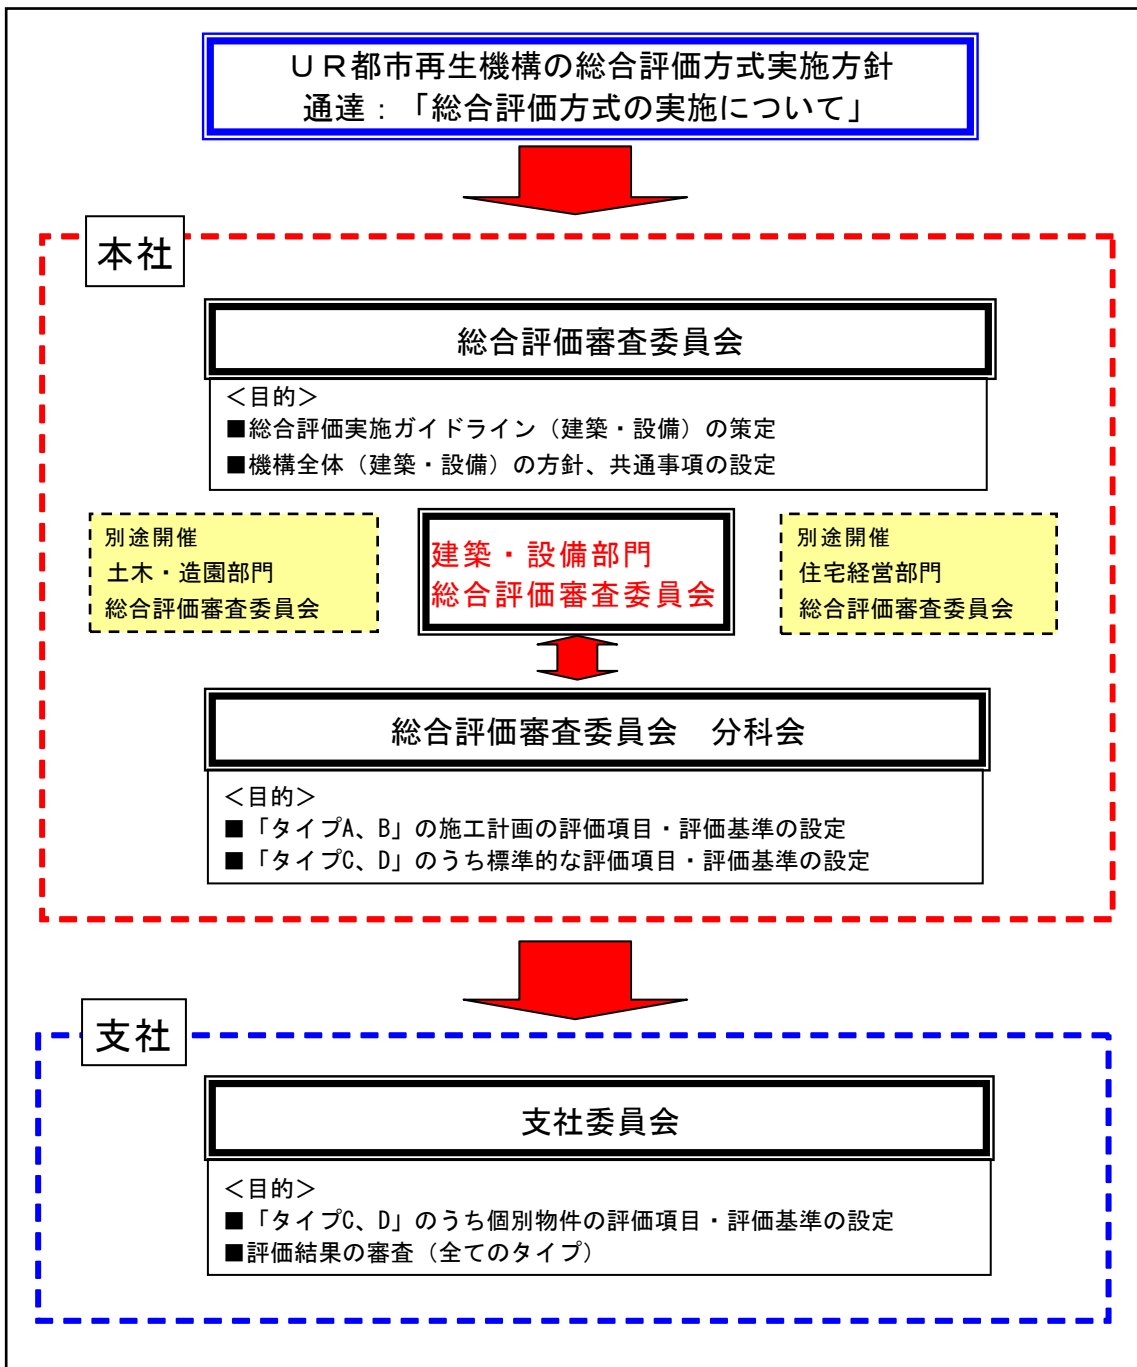 ＵＲ都市再生機構の総合評価方式実施方針
通達：「総合評価方式の実施について」
本社
総合評価審査委員会
＜目的＞
■総合評価実施ガイドライン（建築・設備）の策定
■機構全体（建築・設備）の方針、共通事項の設定
別途開催
土木・造園部門
総合評価審査委員会
建築・設備部門
総合評価審査委員会
別途開催
住宅経営部門
総合評価審査委員会
総合評価審査委員会　分科会
＜目的＞
■「タイプA、B」の施工計画の評価項目・評価基準の設定
■「タイプC、D」のうち標準的な評価項目・評価基準の設定
支社
支社委員会
＜目的＞
■「タイプC、D」のうち個別物件の評価項目・評価基準の設定
■評価結果の審査（全てのタイプ）